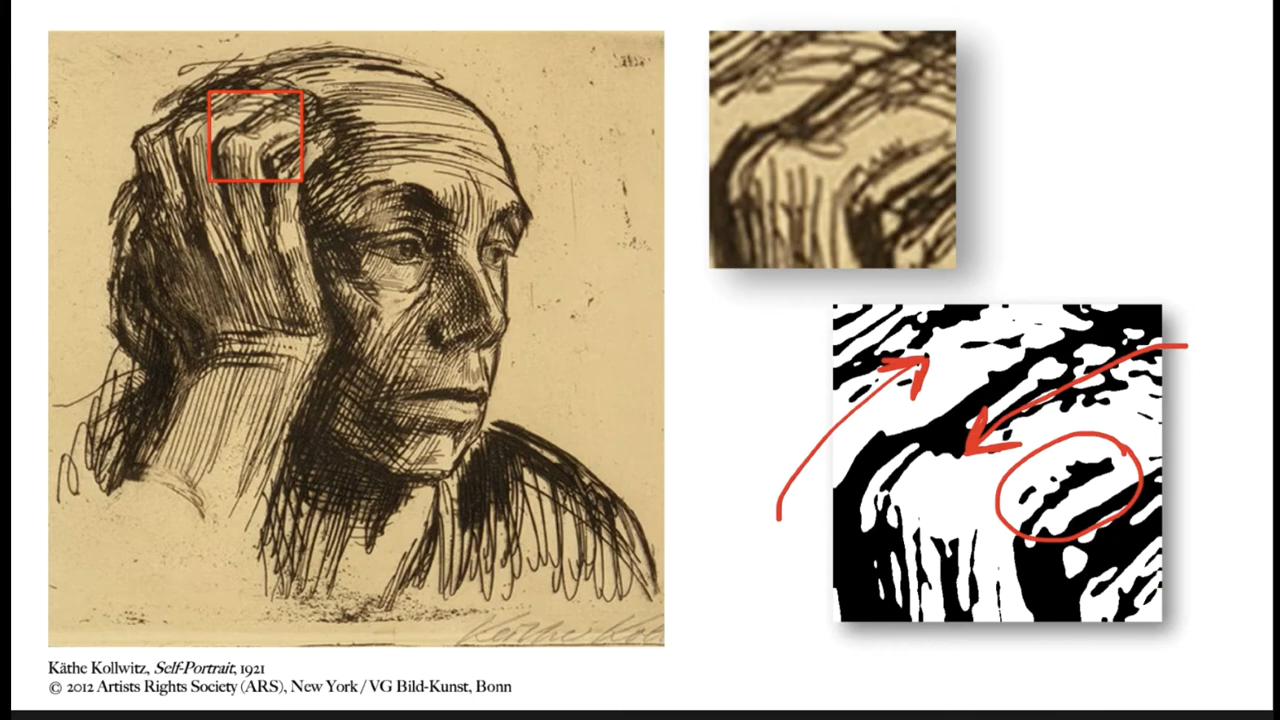 Käthe Kollwitz, Self-Portrait, 1921
© 2012 Artists Rights Society (ARS), New York / VG Bild-Kunst, Bonn